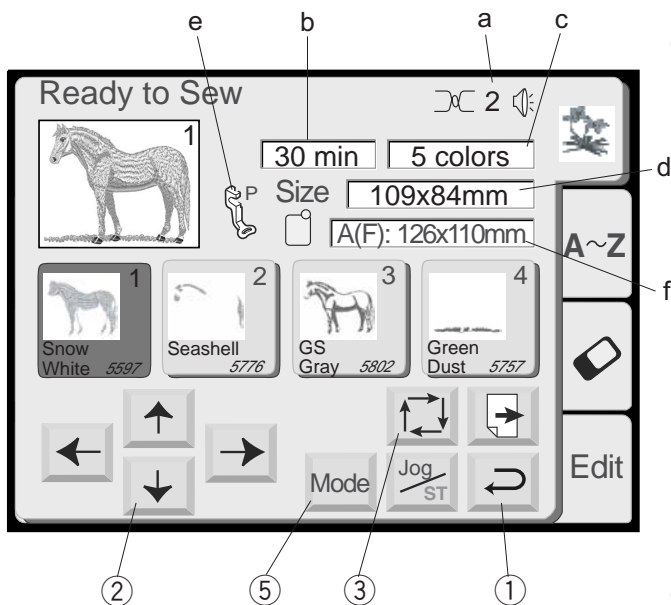 e b a c
Ready to Sew 2
1
30 min 5 colors
P Size 109x84mm d
A(F): 126x110mm A~Z
f
1 2 3 4
Snow White 5597
Seashell 5776
GS Gray 5802
Green Dust 5757
Edit
Mode Jog ST
② ⑤ ③ ①